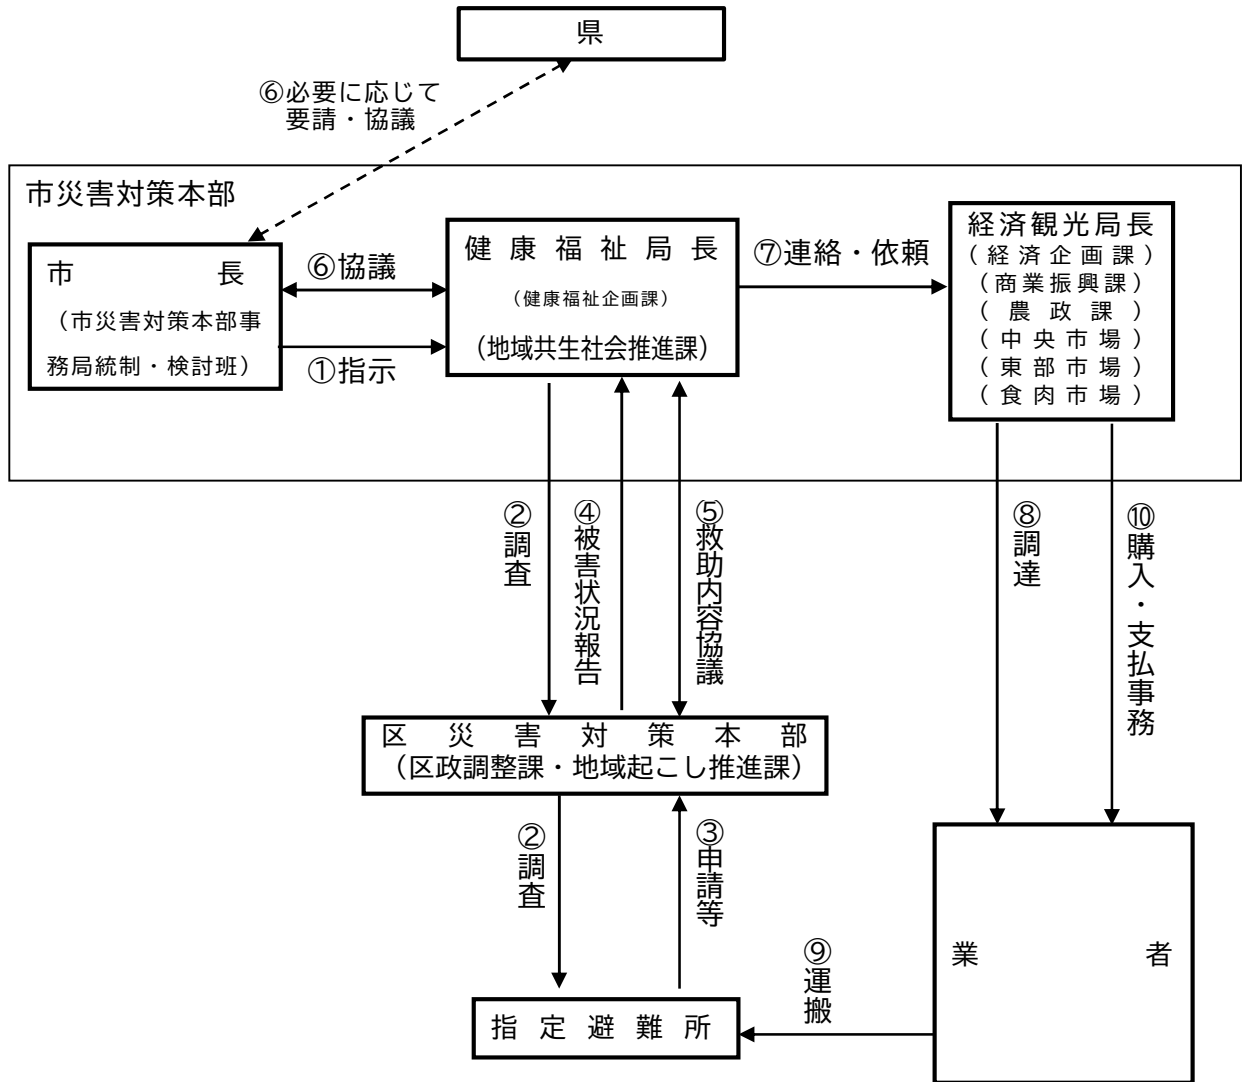 県
⑥必要に応じて
要請・協議
市災害対策本部
市長
（市災害対策本部事
務局統制・検討班）
⑥協議
①指示
健康福祉局長
（健康福祉企画課）
（地域共生社会推進課）
⑦連絡・依頼
経済観光局長
（経済企画課）
（商業振興課）
（農政課）
（中央市場）
（東部市場）
（食肉市場）
②調査
④被害状況報告
⑤救助内容協議
⑧調達
⑩購入・支払事務
区災害対策本部
（区政調整課・地域起こし推進課）
②調査
③申請等
指定避難所
⑨運搬
業者